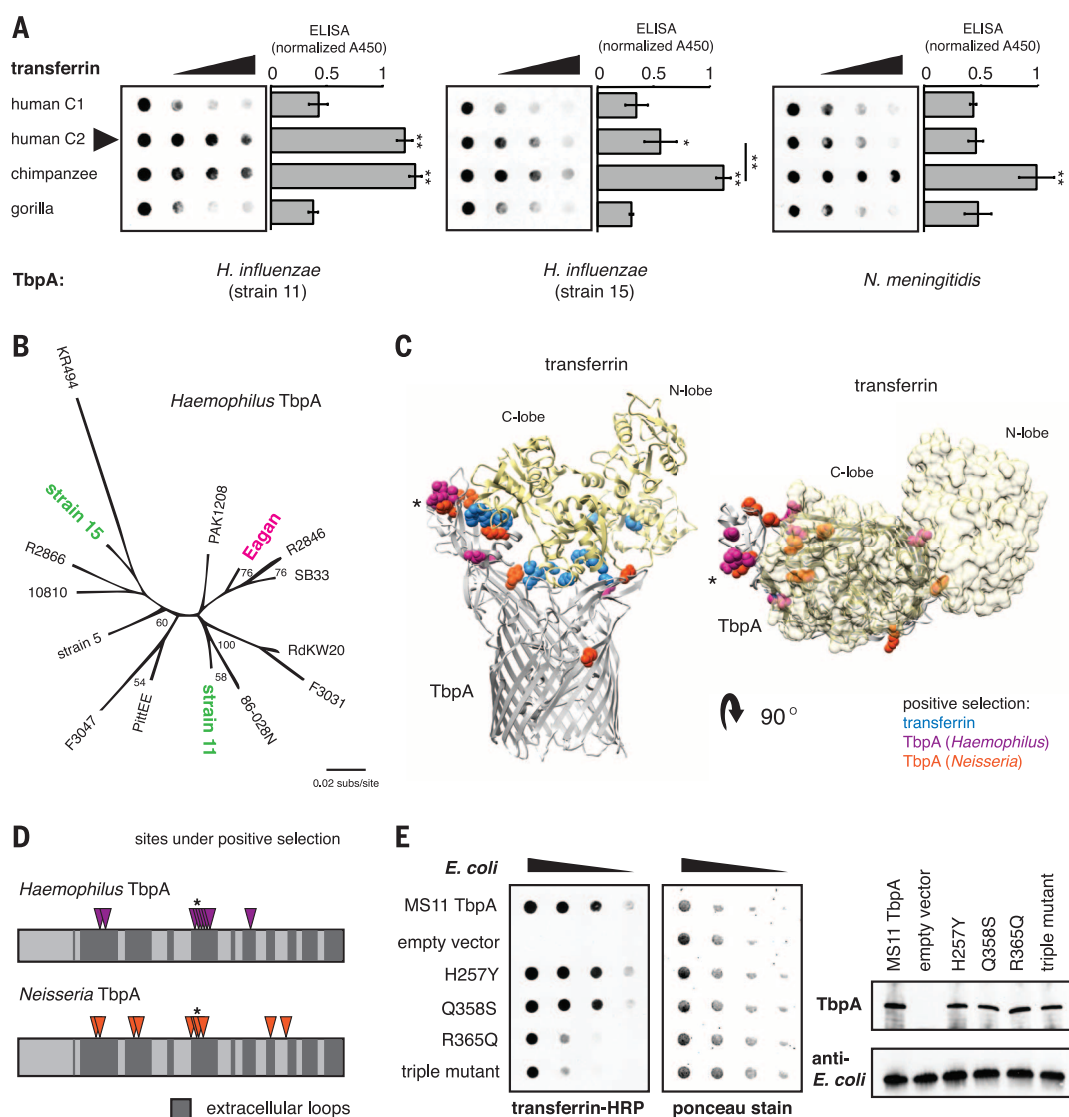 A
ELISA
(normalized A450)
0 0.5 1
ELISA
(normalized A450)
0 0.5 1
ELISA
(normalized A450)
0 0.5 1
transferrin
human C1
human C2
chimpanzee
gorilla
**
**
*
**
**
**
TbpA:
H. influenzae
(strain 11)
H. influenzae
(strain 15)
N. meningitidis
B
Haemophilus TbpA
KR494
strain 15
R2866
10810
strain 5
F3047
PittEE
strain 11
86-028N
F3031
RdKW20
SB33
R2846
Eagan
PAK1208
76
76
60
54
100
58
0.02 subs/site
C
transferrin
N-lobe
C-lobe
*
TbpA
transferrin
N-lobe
C-lobe
*
TbpA
90 o
positive selection:
transferrin
TbpA (Haemophilus)
TbpA (Neisseria)
D
sites under positive selection
Haemophilus TbpA
*
Neisseria TbpA
*
extracellular loops
E
E. coli
MS11 TbpA
empty vector
H257Y
Q358S
R365Q
triple mutant
transferrin-HRP
ponceau stain
MS11 TbpA
empty vector
H257Y
Q358S
R365Q
triple mutant
TbpA
anti-
E. coli